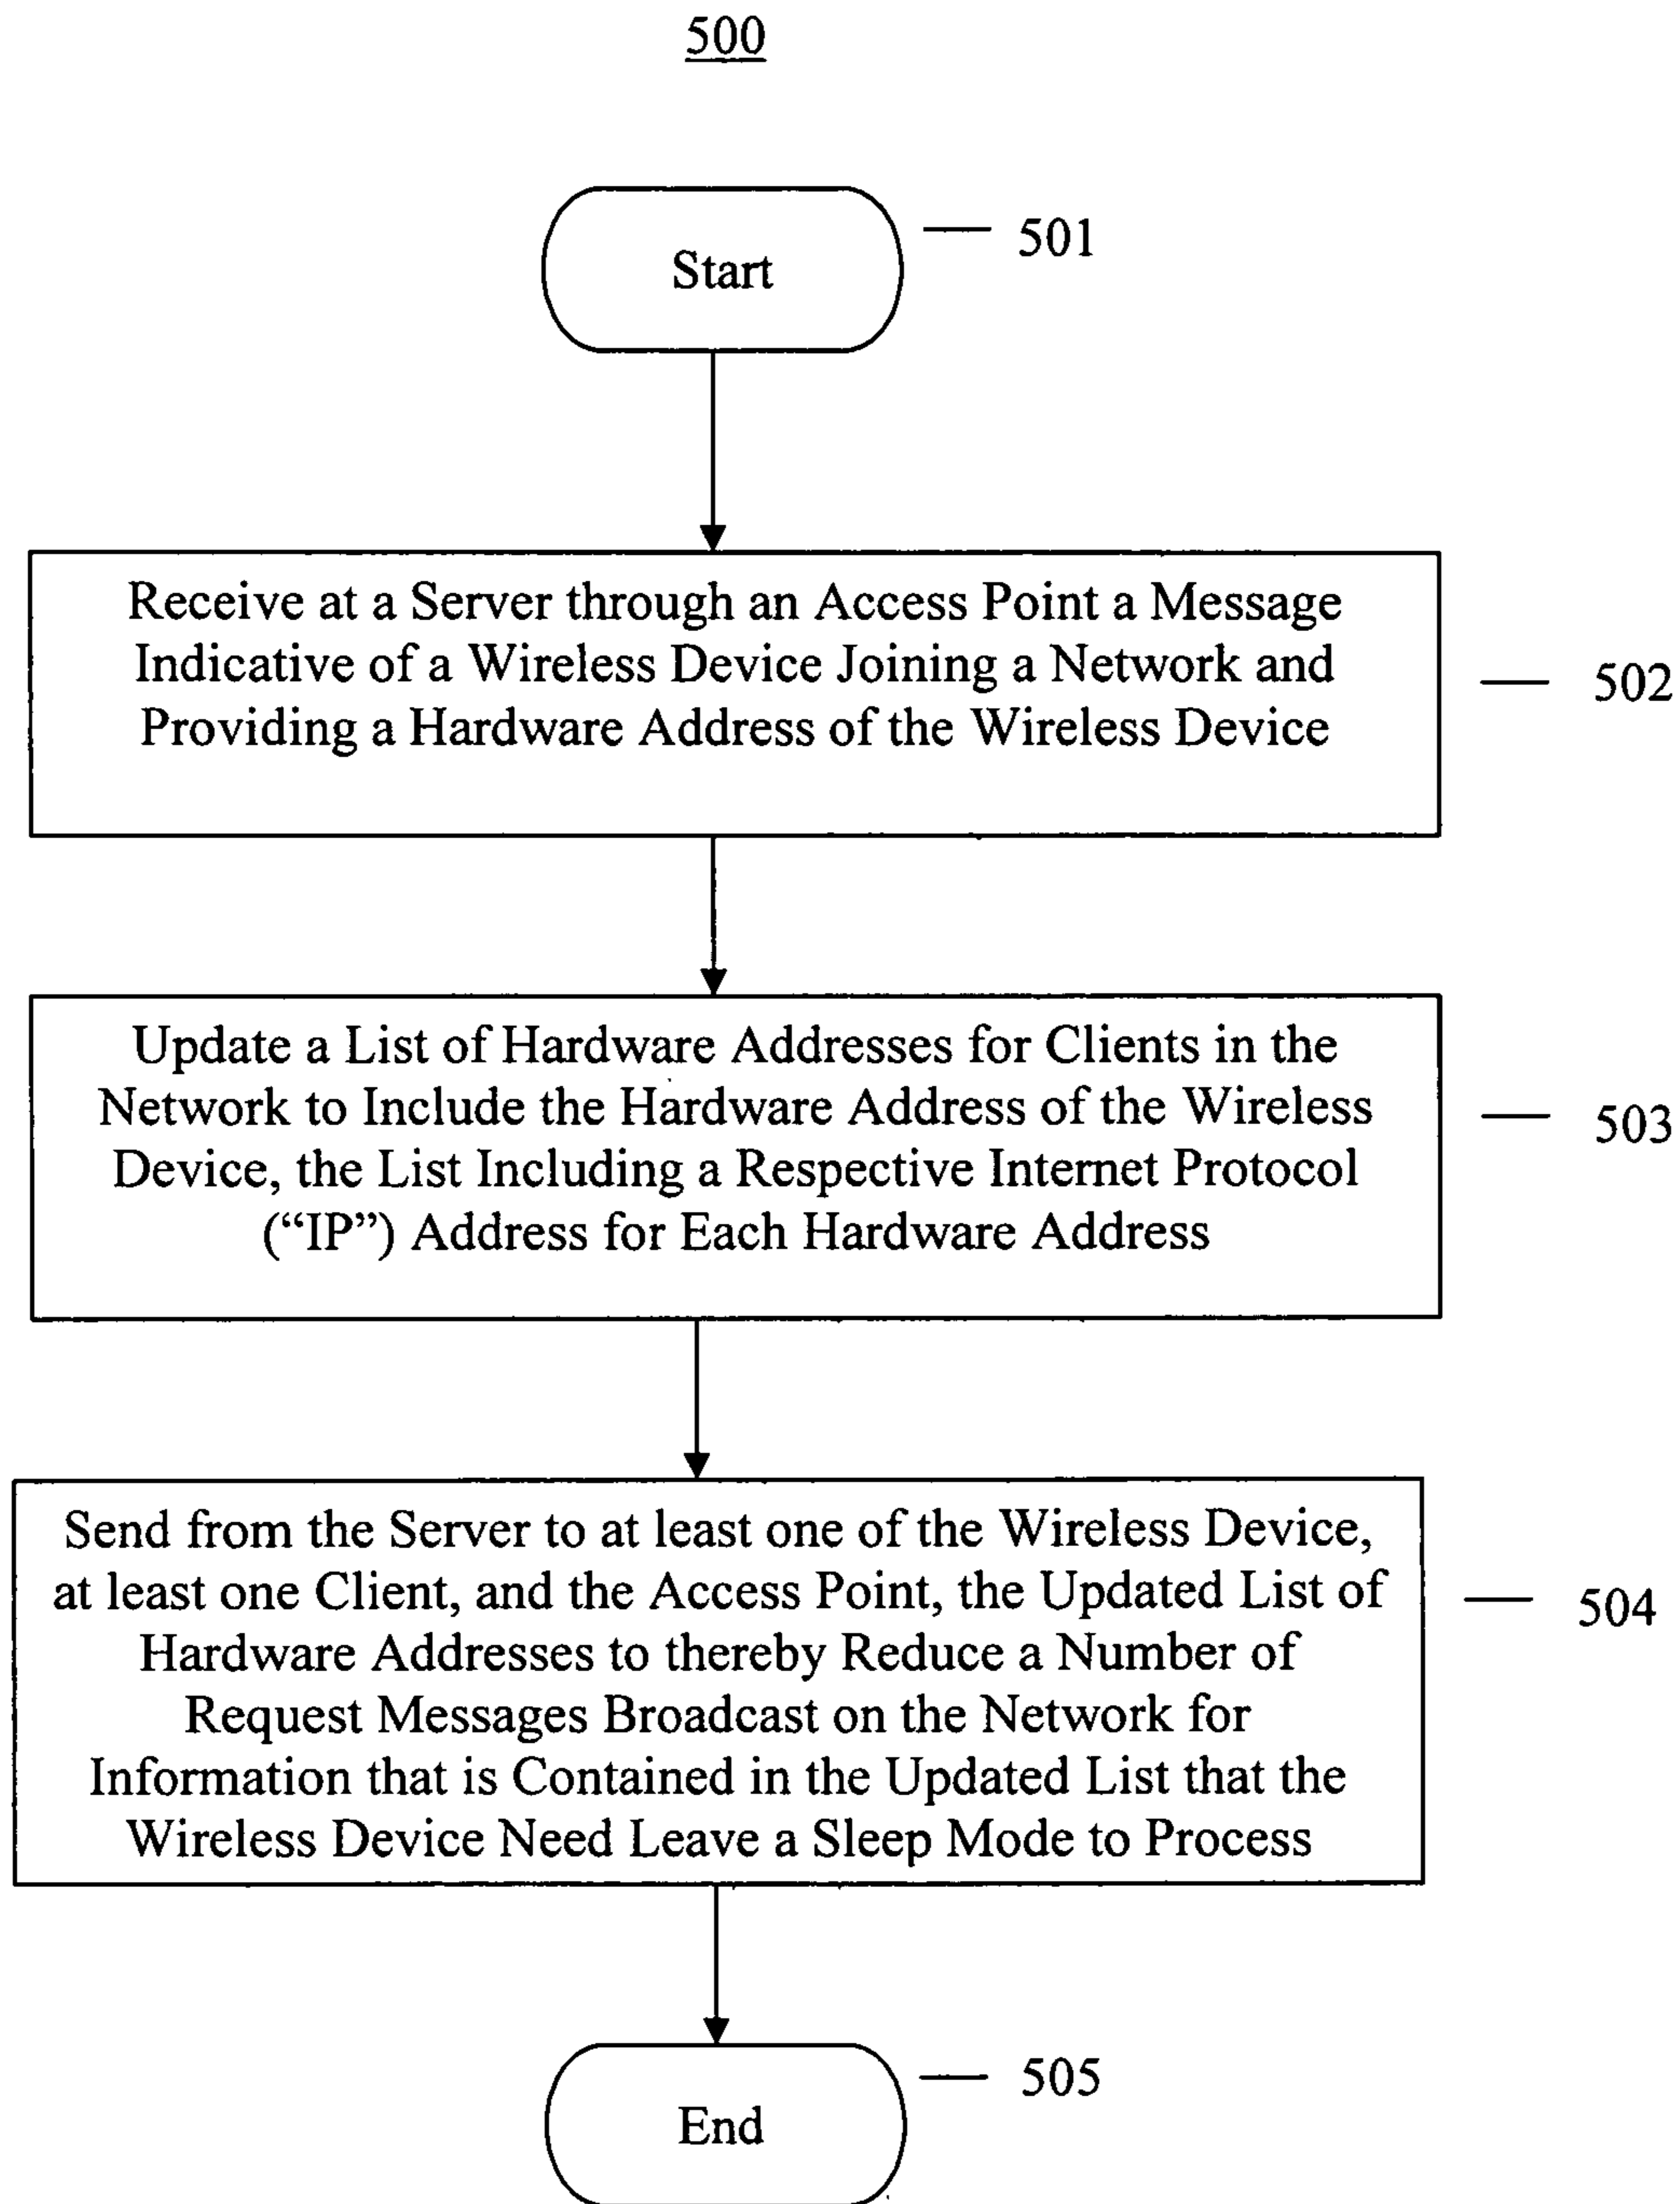 500
Start
501
Receive at a Server through an Access Point a Message
Indicative of a Wireless Device Joining a Network and
Providing a Hardware Address of the Wireless Device
502
Update a List of Hardware Addresses for Clients in the
Network to Include the Hardware Address of the Wireless
Device, the List Including a Respective Internet Protocol
(“IP”) Address for Each Hardware Address
503
Send from the Server to at least one of the Wireless Device,
at least one Client, and the Access Point, the Updated List of
Hardware Addresses to thereby Reduce a Number of
Request Messages Broadcast on the Network for
Information that is Contained in the Updated List that the
Wireless Device Need Leave a Sleep Mode to Process
504
End
505